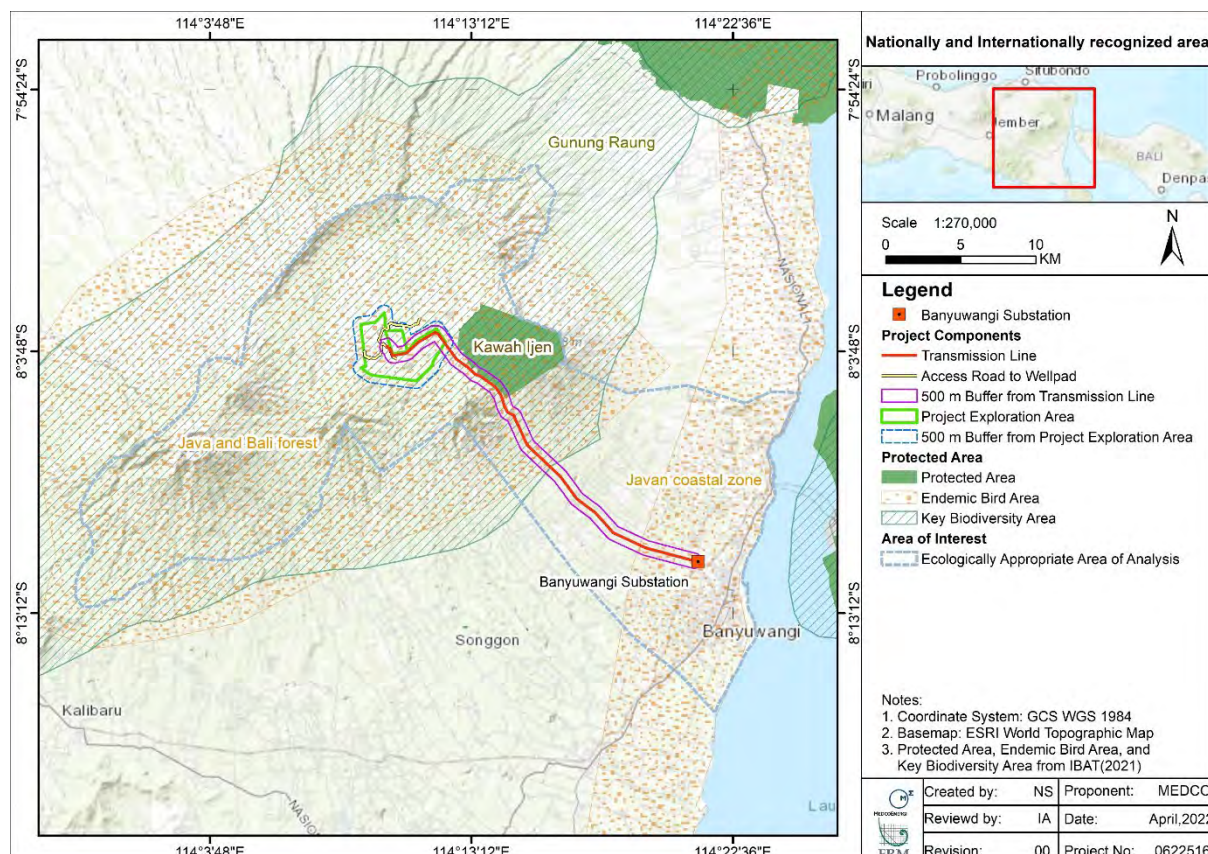 114°3'48"E
114°13'12"E
114°22'36"E
7°54'24"S
8°3'48"S
8°13'12"S
7°54'24"S
8°3'48"S
8°13'12"S
114°3'48"E
114°13'12"E
114°22'36"E
Gunung Raung
NASIONAL
Kawah Ijen
Java and Bali forest
Javan coastal zone
Banyuwangi Substation
Banyuwangi
Songgon
Kalibaru
NASIO
Lau
Nationally and Internationally recognized area
Probolinggo
Situbondo
Malang
Jember
BALI
Denpas
Scale 1:270,000
N
0 5 10
KM
Legend
Banyuwangi Substation
Project Components
Transmission Line
Access Road to Wellpad
500 m Buffer from Transmission Line
Project Exploration Area
500 m Buffer from Project Exploration Area
Protected Area
Protected Area
Endemic Bird Area
Key Biodiversity Area
Area of Interest
Ecologically Appropriate Area of Analysis
Notes:
1. Coordinate System: GCS WGS 1984
2. Basemap: ESRI World Topographic Map
3. Protected Area, Endemic Bird Area, and
Key Biodiversity Area from IBAT(2021)
MEDCOENERGI
ERM
Created by: NS Proponent: MEDCO
Reviewd by: IA Date: April,2022
Revision: 00 Project No: 0622516